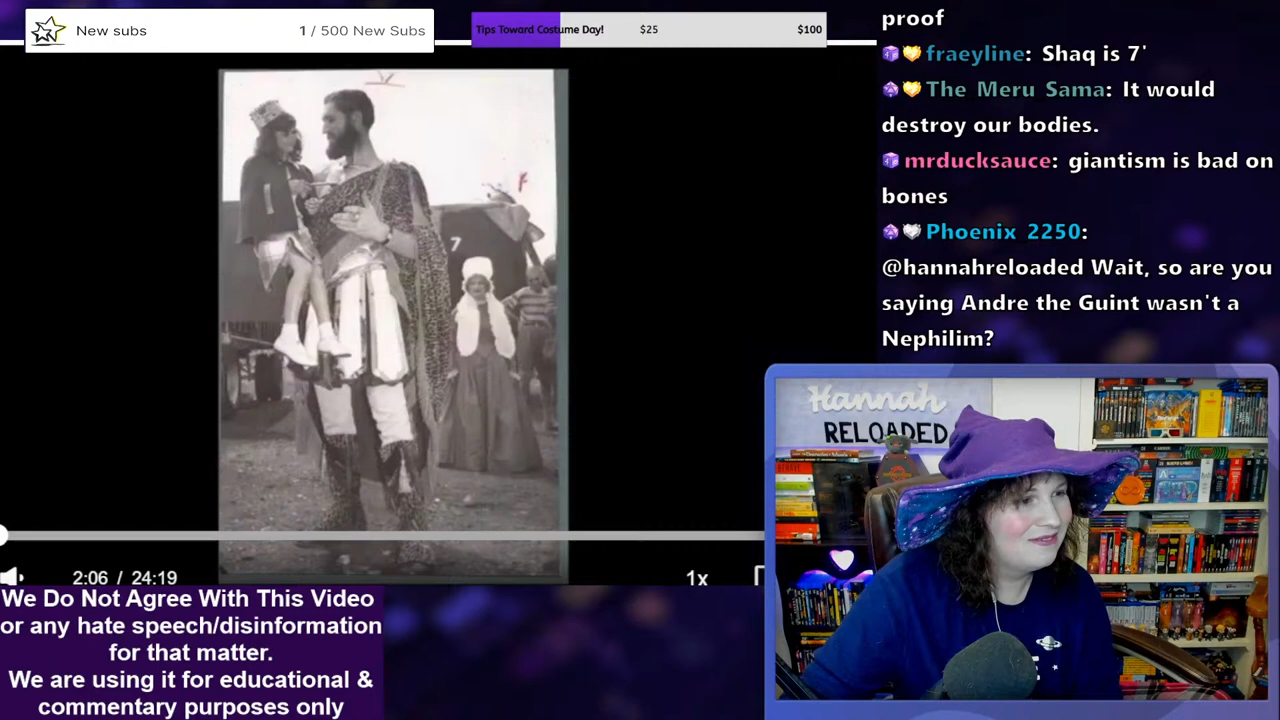 New subs
1 / 500 New Subs
Tips Toward Costume Day!
$25
$100
7
2:06 / 24:19
1x
We Do Not Agree With This Video
or any hate speech/disinformation
for that matter.
We are using it for educational &
commentary purposes only
proof
fraeyline: Shaq is 7'
The Meru Sama: It would
destroy our bodies.
mrducksauce: giantism is bad on
bones
Phoenix 2250:
@hannahreloaded Wait, so are you
saying Andre the Guint wasn't a
Nephilim?
Hannah
RELOADED